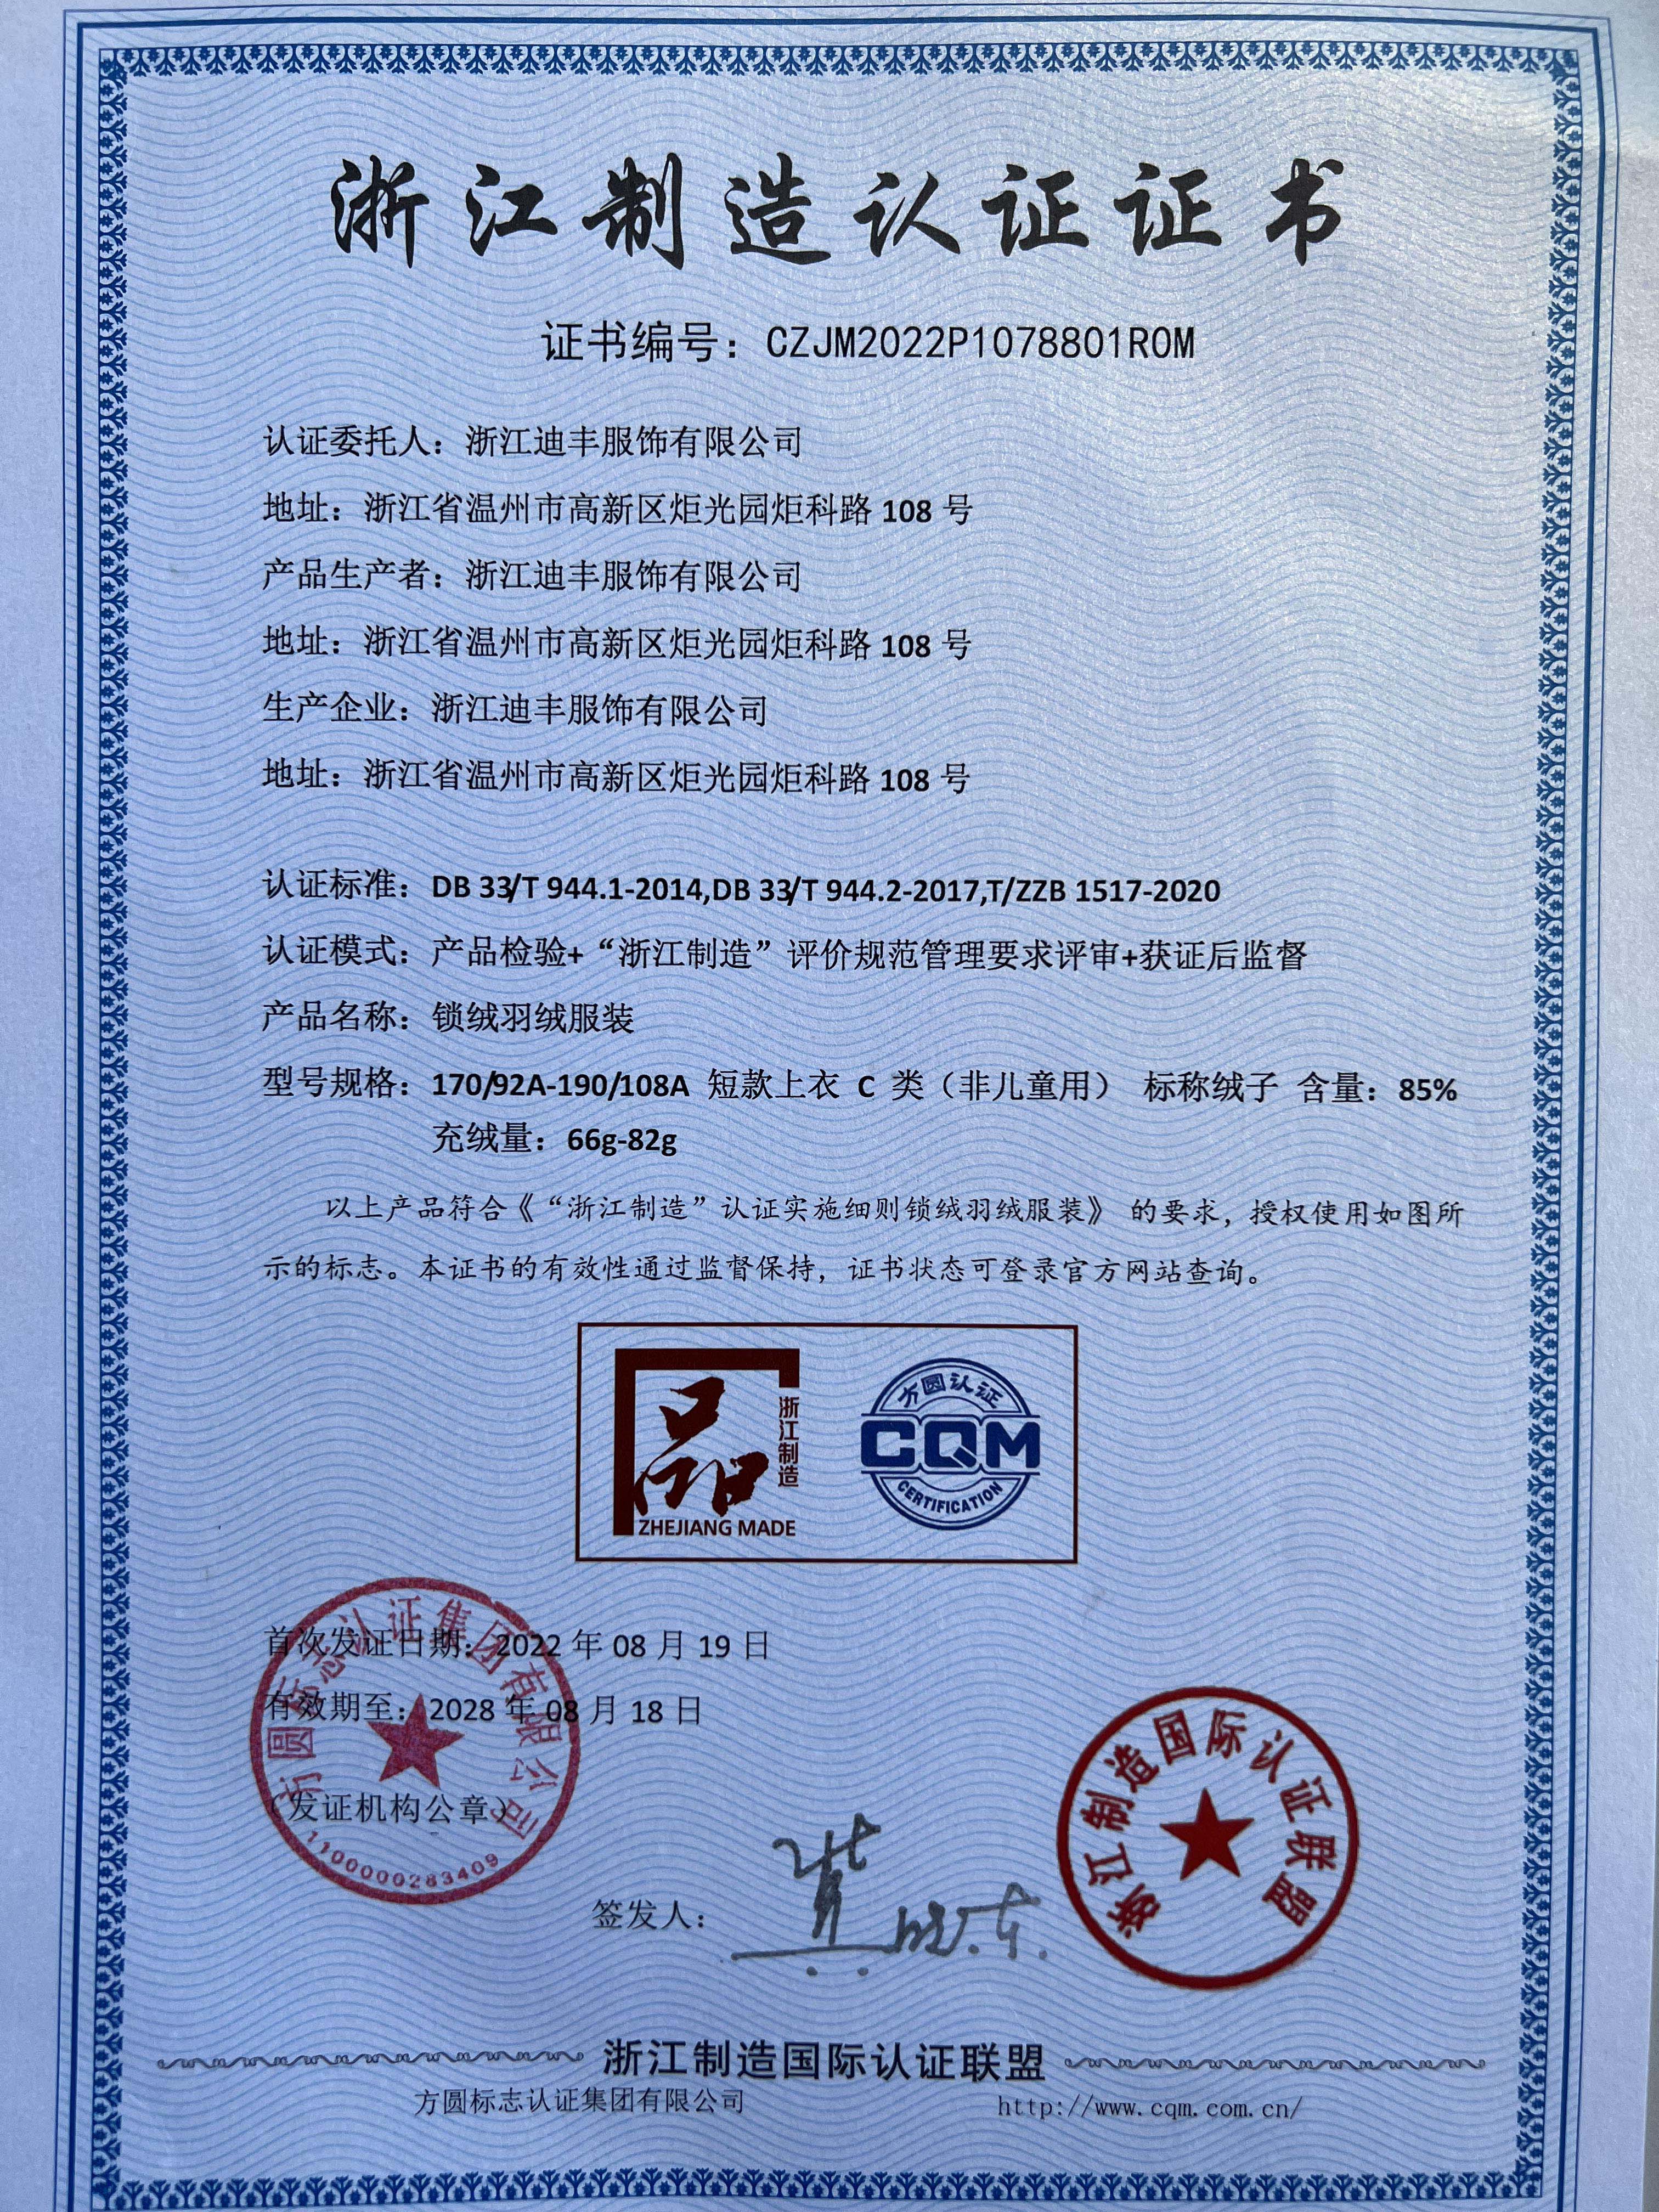 浙江制造认证证书
证书编号：CZJM2022P1078801R0M
认证委托人：浙江迪丰服饰有限公司
地址：浙江省温州市高新区炬光园炬科路 108 号
产品生产者：浙江迪丰服饰有限公司
地址：浙江省温州市高新区炬光园炬科路 108 号
生产企业：浙江迪丰服饰有限公司
地址：浙江省温州市高新区炬光园炬科路 108 号
认证标准：DB 33/T 944.1-2014,DB 33/T 944.2-2017,T/ZZB 1517-2020
认证模式：产品检验+“浙江制造”评价规范管理要求评审+获证后监督
产品名称：锁绒羽绒服装
型号规格：170/92A-190/108A 短款上衣 C 类（非儿童用） 标称绒子 含量：85%
充绒量：66g-82g
以上产品符合《“浙江制造”认证实施细则锁绒羽绒服装》 的要求，授权使用如图所
示的标志。本证书的有效性通过监督保持，证书状态可登录官方网站查询。
品
浙江制造
ZHEJIANG MADE
方圆认证
CQM
CERTIFICATION
首次发证日期：2022 年 08 月 19 日
有效期至：2028 年 08 月 18 日
（发证机构公章）
方圆标志认证集团有限公司
1100000283409
签发人：
浙江制造国际认证联盟
浙江制造国际认证联盟
方圆标志认证集团有限公司
http://www.cqm.com.cn/